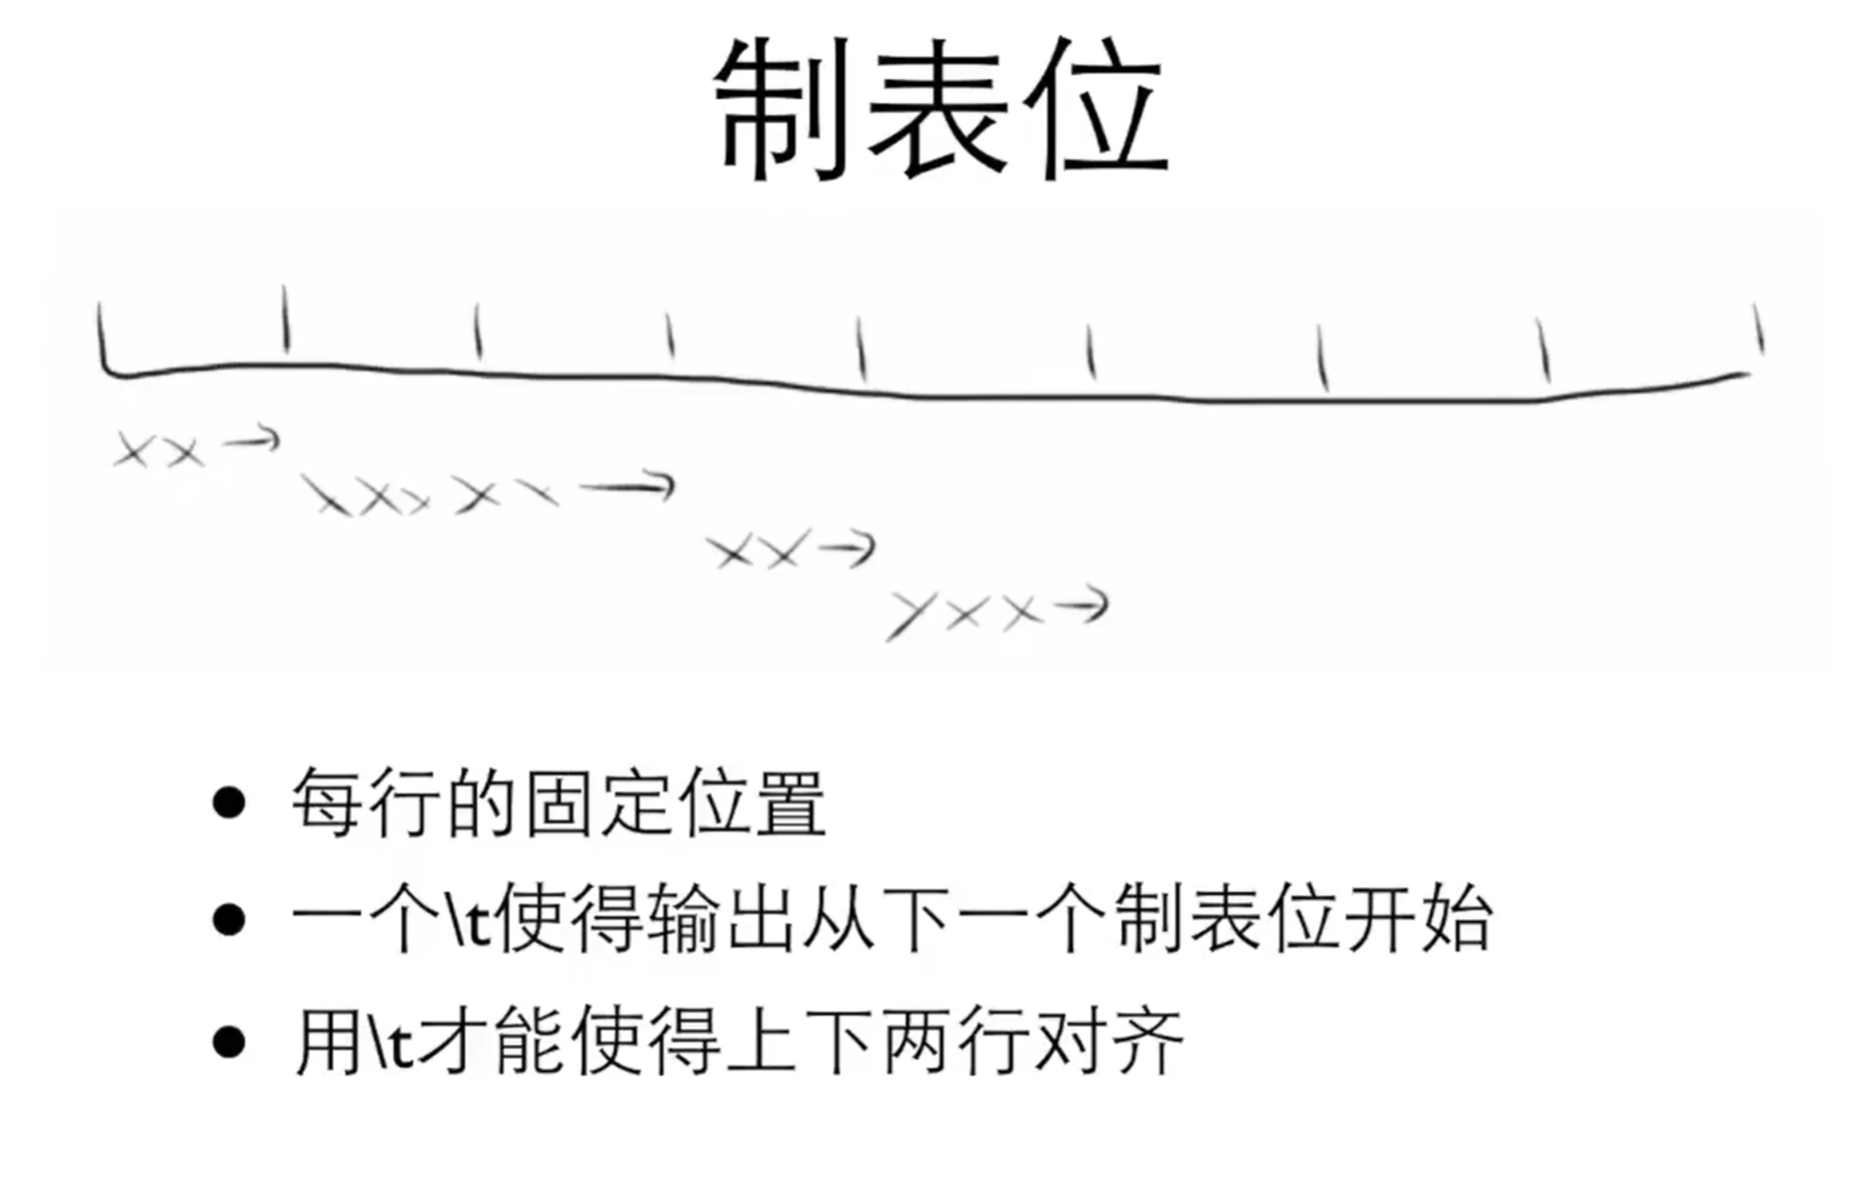 制表位
xx→
xxxxx→
xx→
yxx→
● 每行的固定位置
● 一个\t使得输出从下一个制表位开始
● 用\t才能使得上下两行对齐